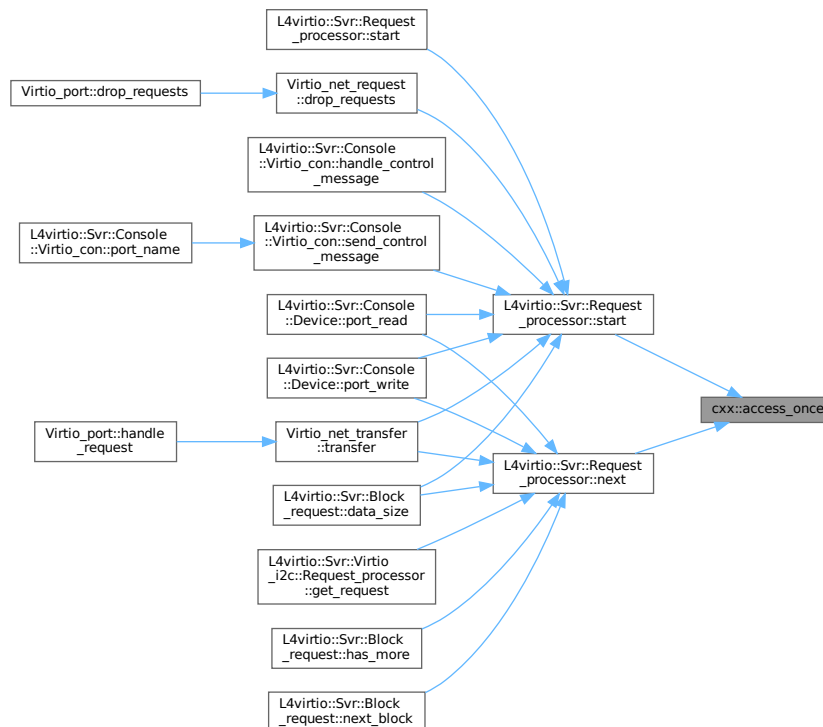 L4virtio::Svr::Request
_processor::start
Virtio_port::drop_requests
Virtio_net_request
::drop_requests
L4virtio::Svr::Console
::Virtio_con::handle_control
_message
L4virtio::Svr::Console
::Virtio_con::port_name
L4virtio::Svr::Console
::Virtio_con::send_control
_message
L4virtio::Svr::Console
::Device::port_read
L4virtio::Svr::Request
_processor::start
L4virtio::Svr::Console
::Device::port_write
cxx::access_once
Virtio_port::handle
_request
Virtio_net_transfer
::transfer
L4virtio::Svr::Request
_processor::next
L4virtio::Svr::Block
_request::data_size
L4virtio::Svr::Virtio
_i2c::Request_processor
::get_request
L4virtio::Svr::Block
_request::has_more
L4virtio::Svr::Block
_request::next_block